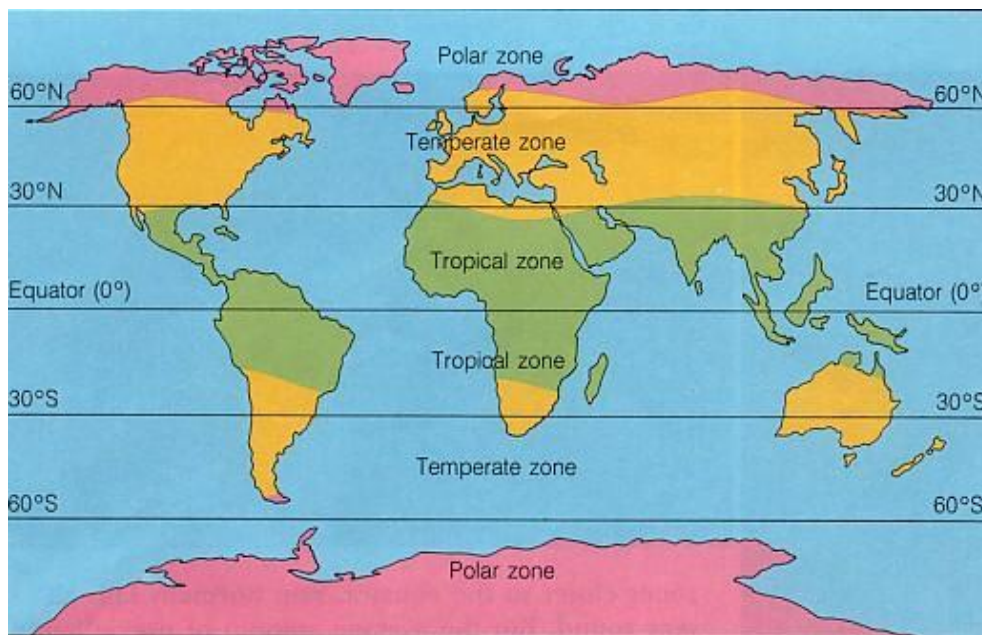 Polar zone
60°N
60°N
Temperate zone
30°N
30°N
Tropical zone
Equator (0°)
Equator (0°)
Tropical zone
30°S
30°S
Temperate zone
60°S
60°S
Polar zone